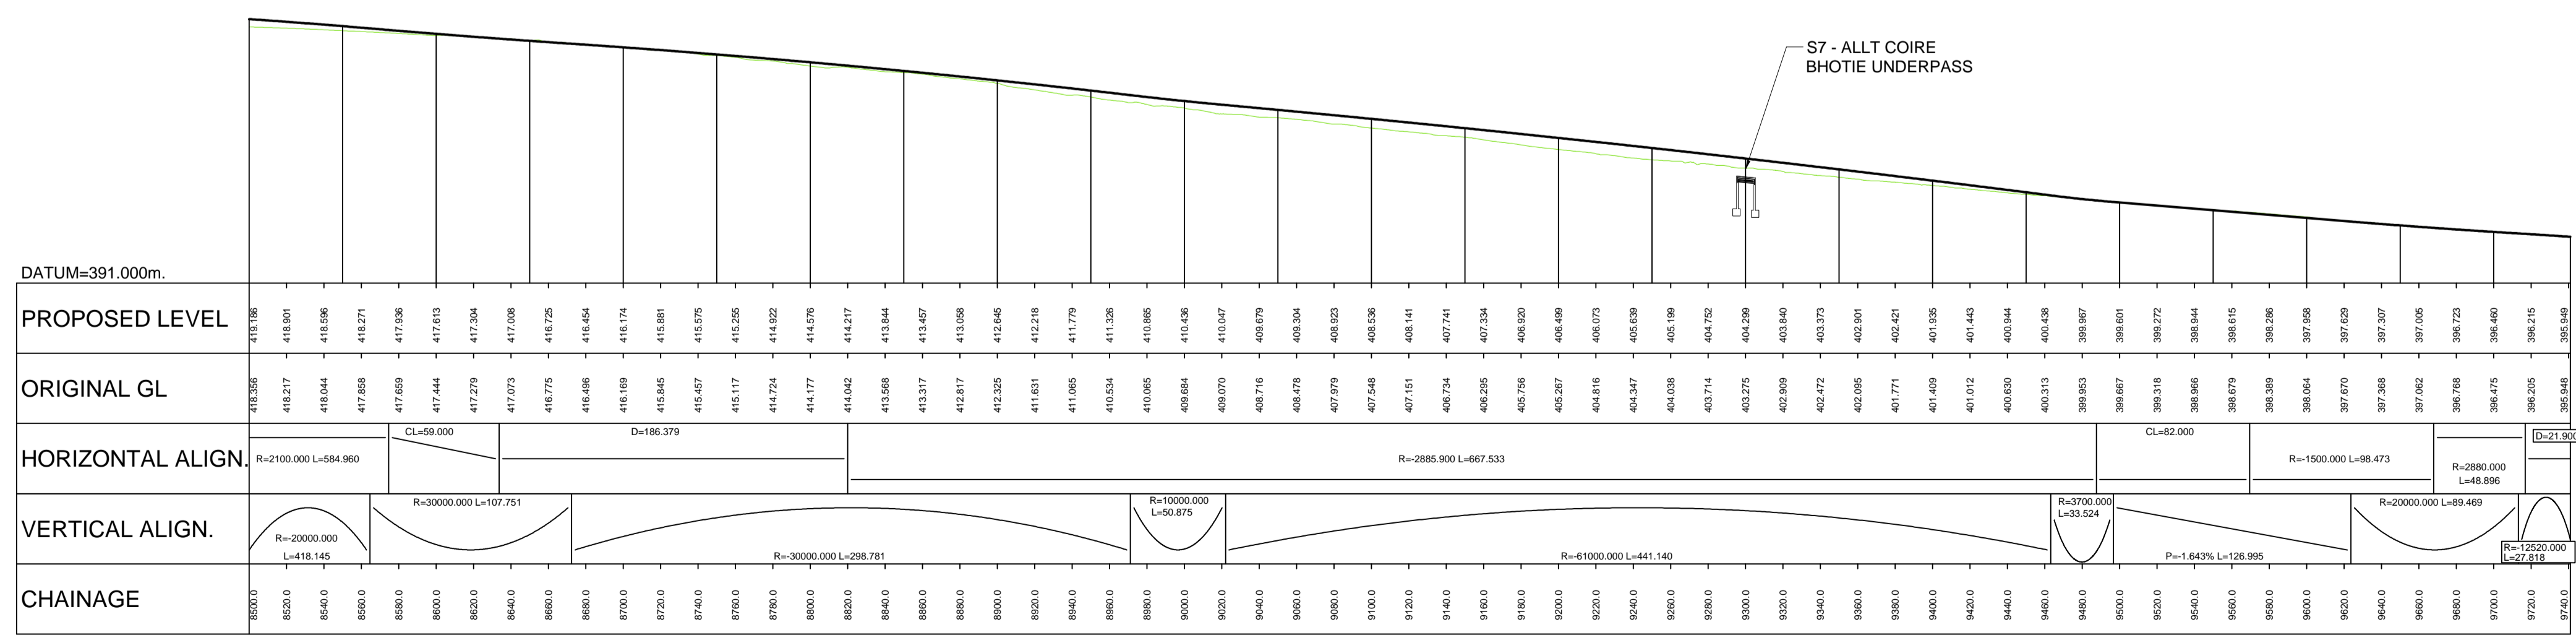 S7 - ALLT COIRE
BHOTIE UNDERPASS
DATUM=391.000m.
PROPOSED LEVEL 419.186 418.901 418.596 418.271 417.936 417.613 417.304 417.008 416.725 416.454 416.174 415.881 415.575 415.255 414.922 414.576 414.217 413.844 413.457 413.058 412.645 412.218 411.779 411.326 410.865 410.436 410.047 409.679 409.304 408.923 408.536 408.141 407.741 407.334 406.920 406.499 406.073 405.639 405.199 404.752 404.299 403.840 403.373 402.901 402.421 401.935 401.443 400.944 400.438 399.967 399.601 399.272 398.944 398.615 398.286 397.958 397.629 397.307 397.005 396.723 396.460 396.215 395.949
ORIGINAL GL 418.356 418.217 418.044 417.858 417.659 417.444 417.279 417.073 416.775 416.496 416.169 415.845 415.457 415.117 414.724 414.177 414.042 413.568 413.317 412.817 412.325 411.631 411.065 410.534 410.065 409.684 409.070 408.716 408.478 407.979 407.548 407.151 406.734 406.295 405.756 405.267 404.816 404.347 404.038 403.714 403.275 402.909 402.472 402.095 401.771 401.409 401.012 400.630 400.313 399.953 399.667 399.318 398.966 398.679 398.389 398.064 397.670 397.368 397.062 396.768 396.475 396.205 395.948
HORIZONTAL ALIGN.
R=2100.000 L=584.960
CL=59.000
D=186.379
R=-2885.900 L=667.533
CL=82.000
R=-1500.000 L=98.473
R=2880.000
L=48.896
D=21.900
VERTICAL ALIGN.
R=-20000.000
L=418.145
R=30000.000 L=107.751
R=-30000.000 L=298.781
R=10000.000
L=50.875
R=-61000.000 L=441.140
R=3700.000
L=33.524
P=-1.643% L=126.995
R=20000.000 L=89.469
R=-12520.000
L=27.818
CHAINAGE 8500.0 8520.0 8540.0 8560.0 8580.0 8600.0 8620.0 8640.0 8660.0 8680.0 8700.0 8720.0 8740.0 8760.0 8780.0 8800.0 8820.0 8840.0 8860.0 8880.0 8900.0 8920.0 8940.0 8960.0 8980.0 9000.0 9020.0 9040.0 9060.0 9080.0 9100.0 9120.0 9140.0 9160.0 9180.0 9200.0 9220.0 9240.0 9260.0 9280.0 9300.0 9320.0 9340.0 9360.0 9380.0 9400.0 9420.0 9440.0 9460.0 9480.0 9500.0 9520.0 9540.0 9560.0 9580.0 9600.0 9620.0 9640.0 9660.0 9680.0 9700.0 9720.0 9740.0